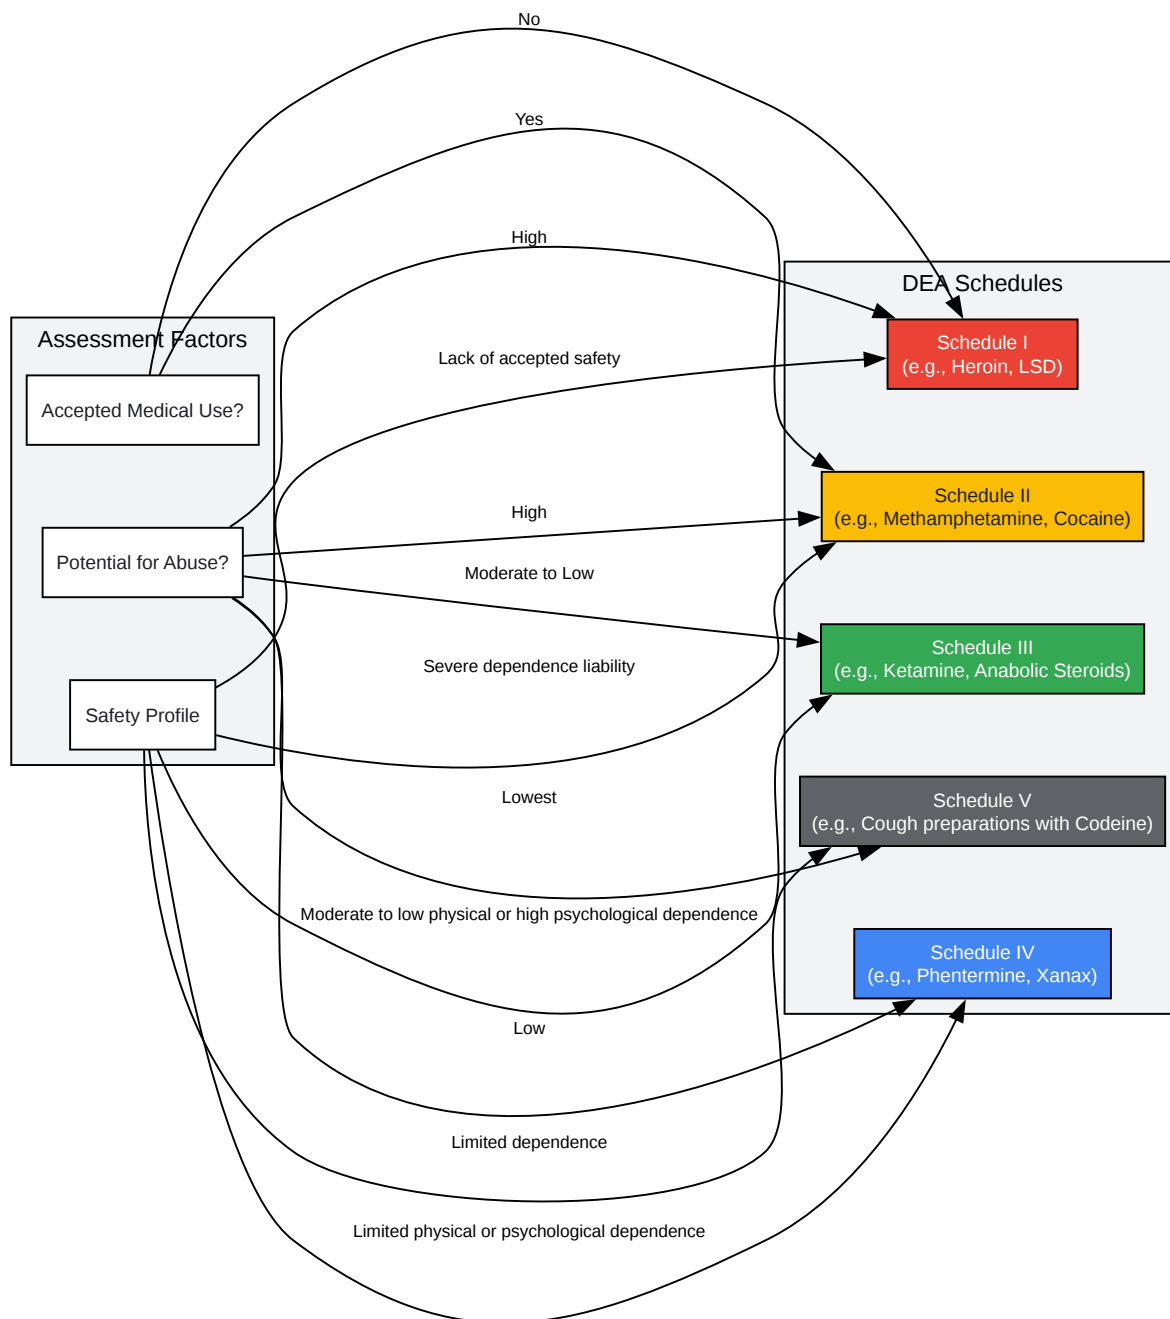 No
Yes
High
DEA Schedules
Assessment Factors
Schedule I
(e.g., Heroin, LSD)
Lack of accepted safety
Accepted Medical Use?
Schedule II
(e.g., Methamphetamine, Cocaine)
High
Potential for Abuse?
Moderate to Low
Schedule III
(e.g., Ketamine, Anabolic Steroids)
Severe dependence liability
Safety Profile
Lowest
Schedule V
(e.g., Cough preparations with Codeine)
Moderate to low physical or high psychological dependence
Schedule IV
(e.g., Phentermine, Xanax)
Low
Limited dependence
Limited physical or psychological dependence